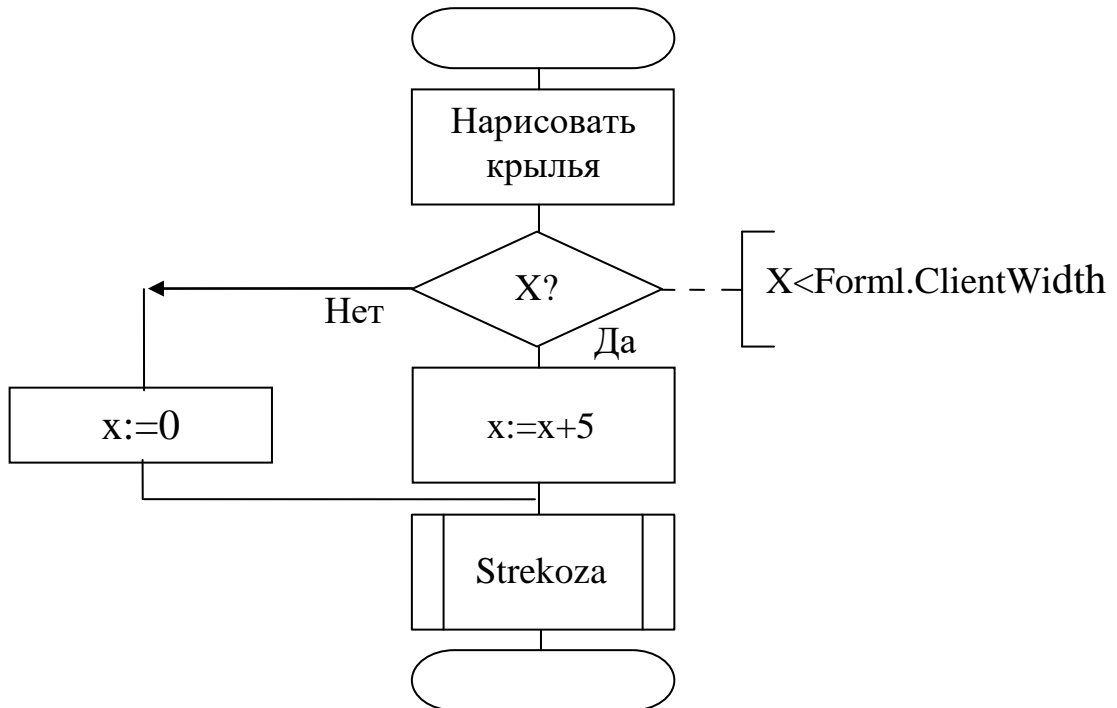 Нарисовать
крылья
X?
X<Forml.ClientWidth
Нет
Да
x:=0
x:=x+5
Strekoza